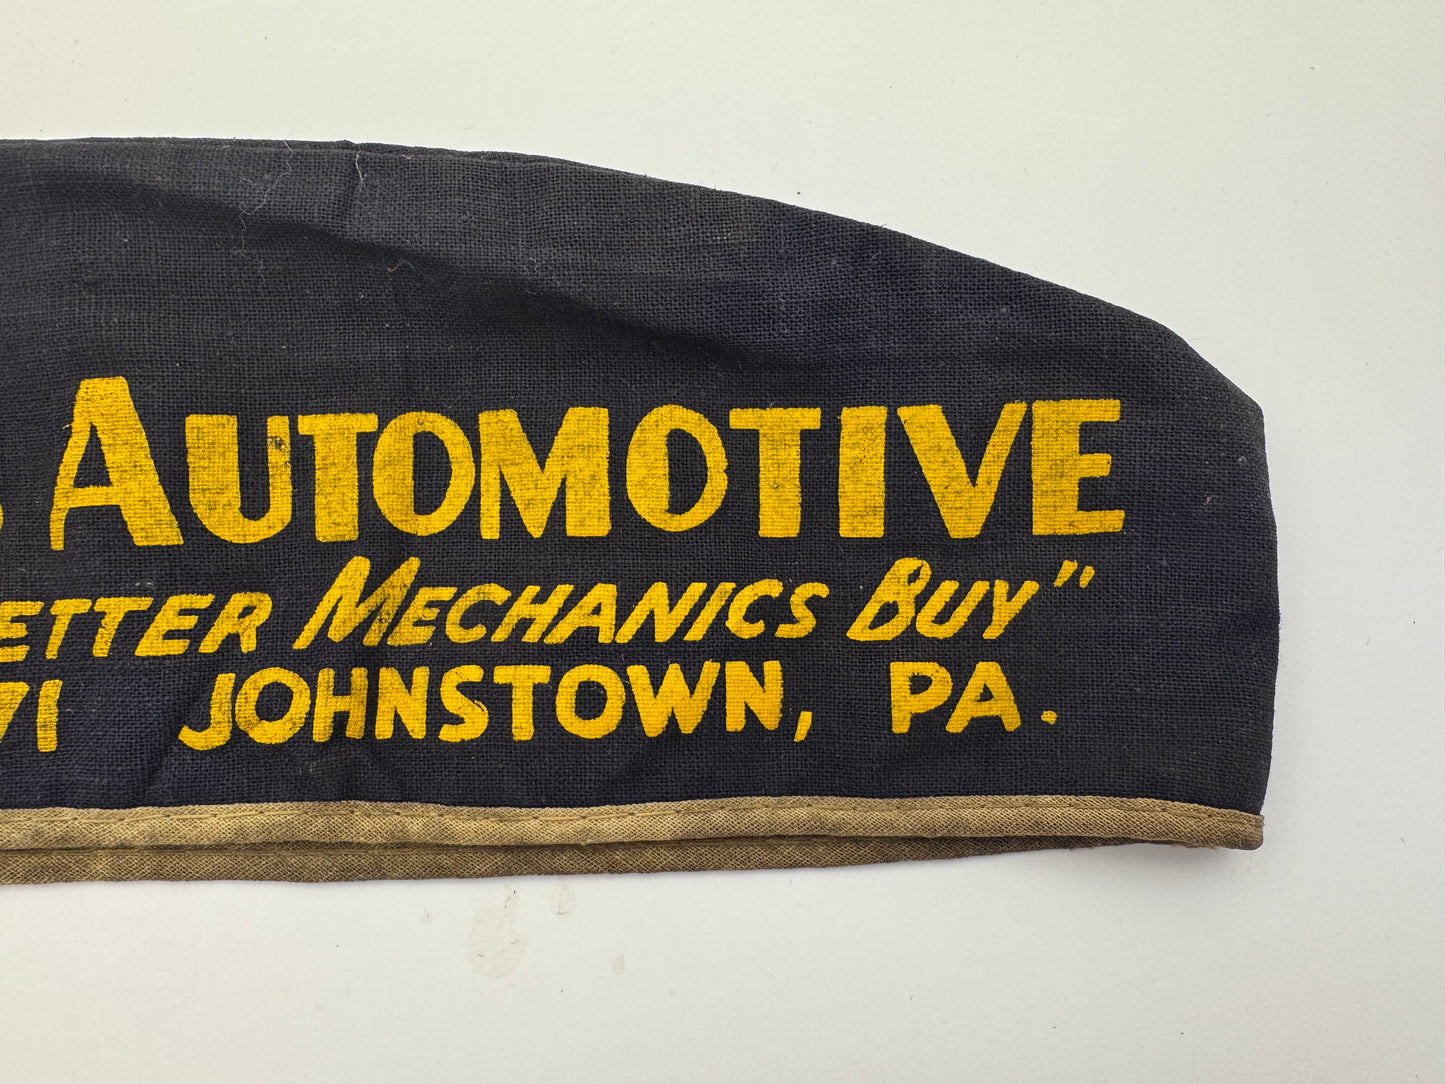 AUTOMOTIVE
ETTER MECHANICS BUY"
71 JOHNSTOWN, PA.